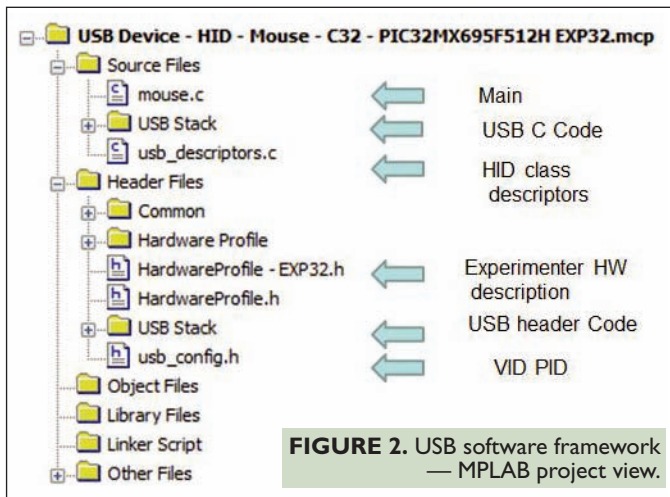 USB Device - HID - Mouse - C32 - PIC32MX695F512H EXP32.mcp
Source Files
mouse.c
Main
USB Stack
USB C Code
usb_descriptors.c
HID class
descriptors
Header Files
Common
Hardware Profile
HardwareProfile - EXP32.h
Experimenter HW
description
HardwareProfile.h
USB Stack
USB header Code
usb_config.h
VID PID
Object Files
Library Files
Linker Script
Other Files
FIGURE 2. USB software framework
— MPLAB project view.